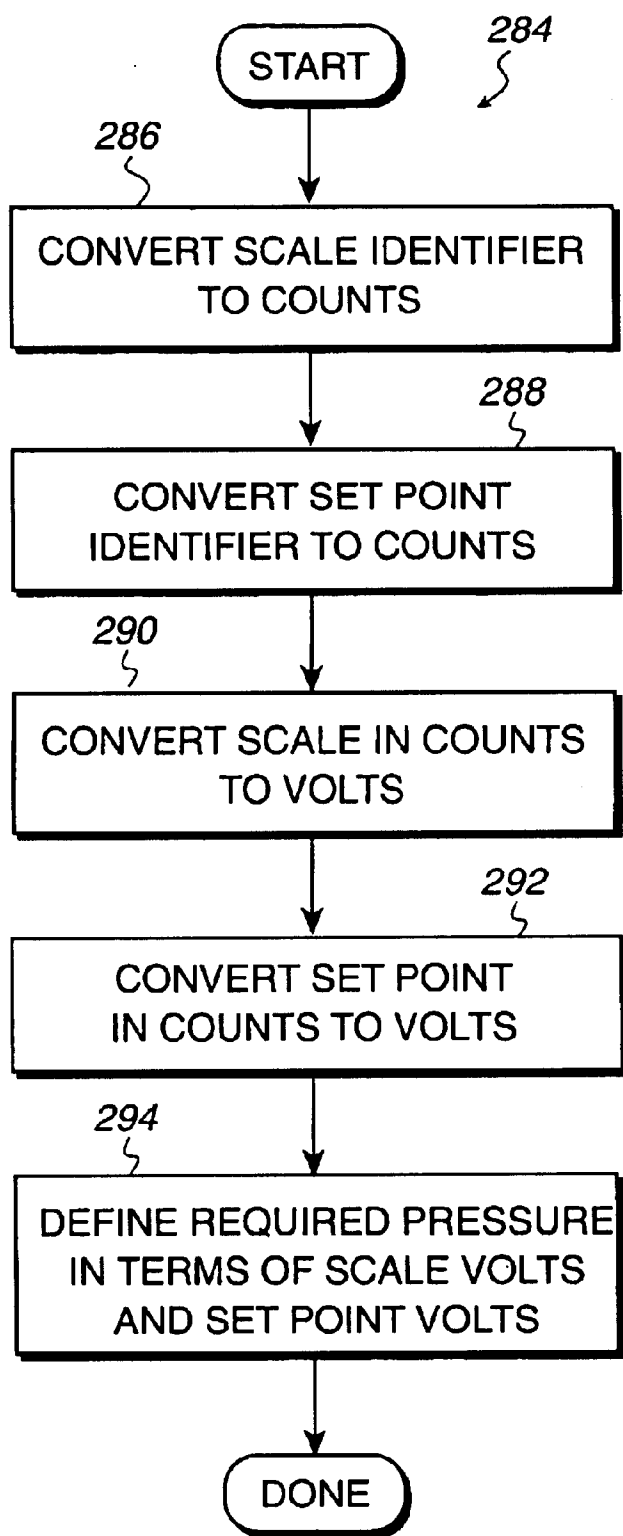 START
284
286
CONVERT SCALE IDENTIFIER
TO COUNTS
288
CONVERT SET POINT
IDENTIFIER TO COUNTS
290
CONVERT SCALE IN COUNTS
TO VOLTS
292
CONVERT SET POINT
IN COUNTS TO VOLTS
294
DEFINE REQUIRED PRESSURE
IN TERMS OF SCALE VOLTS
AND SET POINT VOLTS
DONE